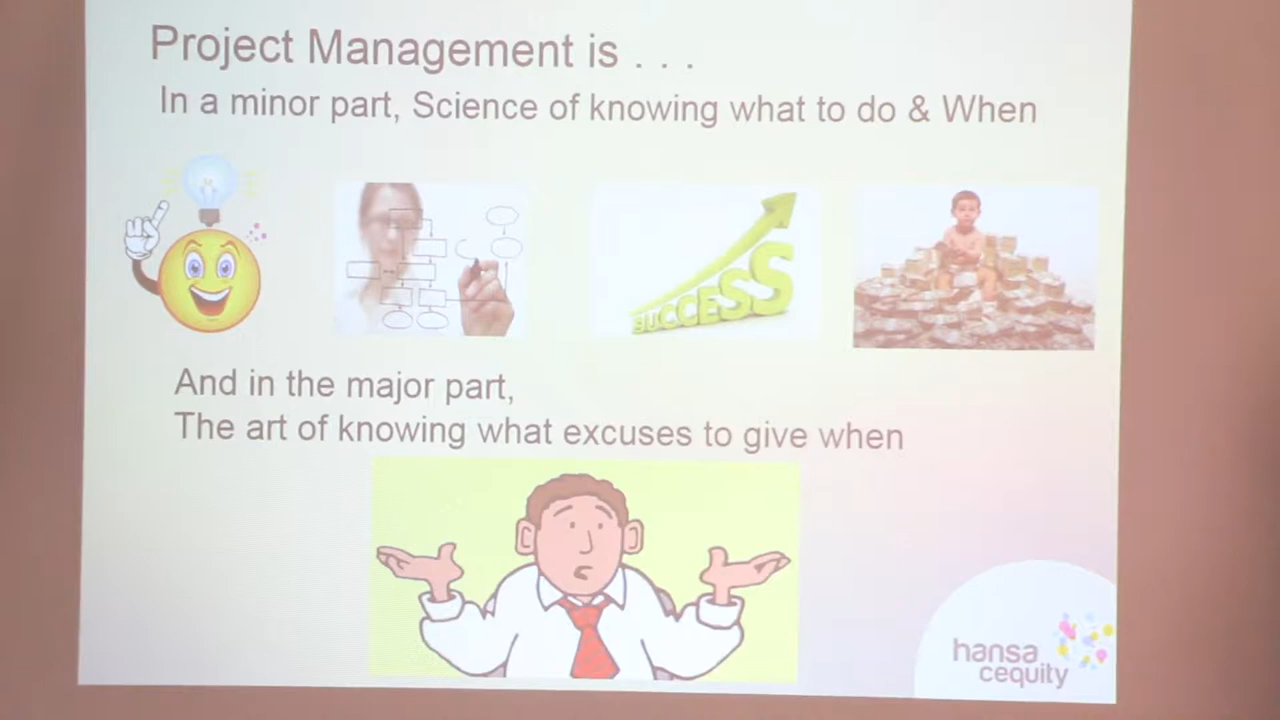 Project Management is . . .
In a minor part, Science of knowing what to do & When
SUCCESS
And in the major part,
The art of knowing what excuses to give when
hansa
cequity